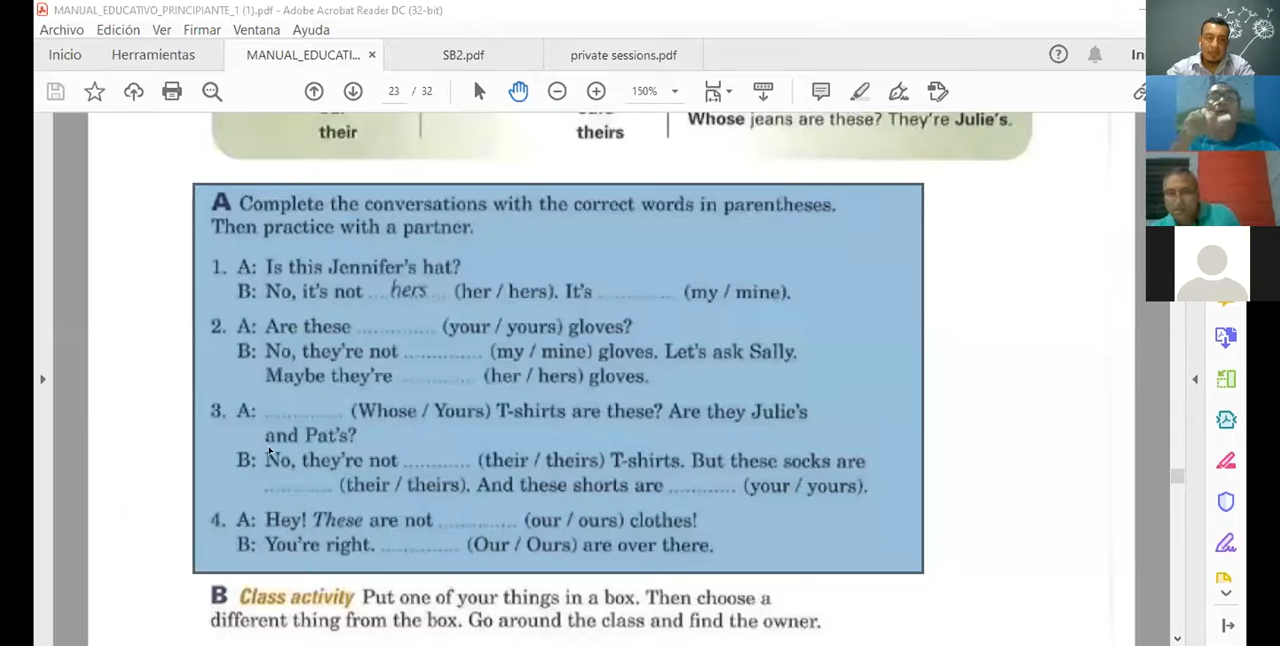 MANUAL_EDUCATIVO_PRINCIPIANTE_1 (1).pdf - Adobe Acrobat Reader DC (32-bit)
Archivo Edición Ver Firmar Ventana Ayuda
Inicio Herramientas MANUAL_EDUCATI... × SB2.pdf private sessions.pdf In
23 / 32 150%
their theirs Whose jeans are these? They're Julie's.
A Complete the conversations with the correct words in parentheses.
Then practice with a partner.
1. A: Is this Jennifer's hat?
B: No, it's not ... hers ... (her / hers). It's .............. (my / mine).
2. A: Are these .............. (your / yours) gloves?
B: No, they're not .............. (my / mine) gloves. Let's ask Sally.
Maybe they're .............. (her / hers) gloves.
3. A: .............. (Whose / Yours) T-shirts are these? Are they Julie's
and Pat's?
B: No, they're not .............. (their / theirs) T-shirts. But these socks are
.............. (their / theirs). And these shorts are .............. (your / yours).
4. A: Hey! These are not .............. (our / ours) clothes!
B: You're right. .............. (Our / Ours) are over there.
B Class activity Put one of your things in a box. Then choose a
different thing from the box. Go around the class and find the owner.